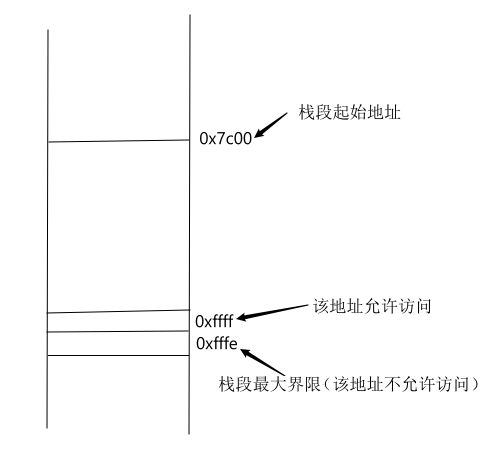 栈段起始地址
0x7c00
该地址允许访问
0xffff
0xfffe
栈段最大界限（该地址不允许访问）